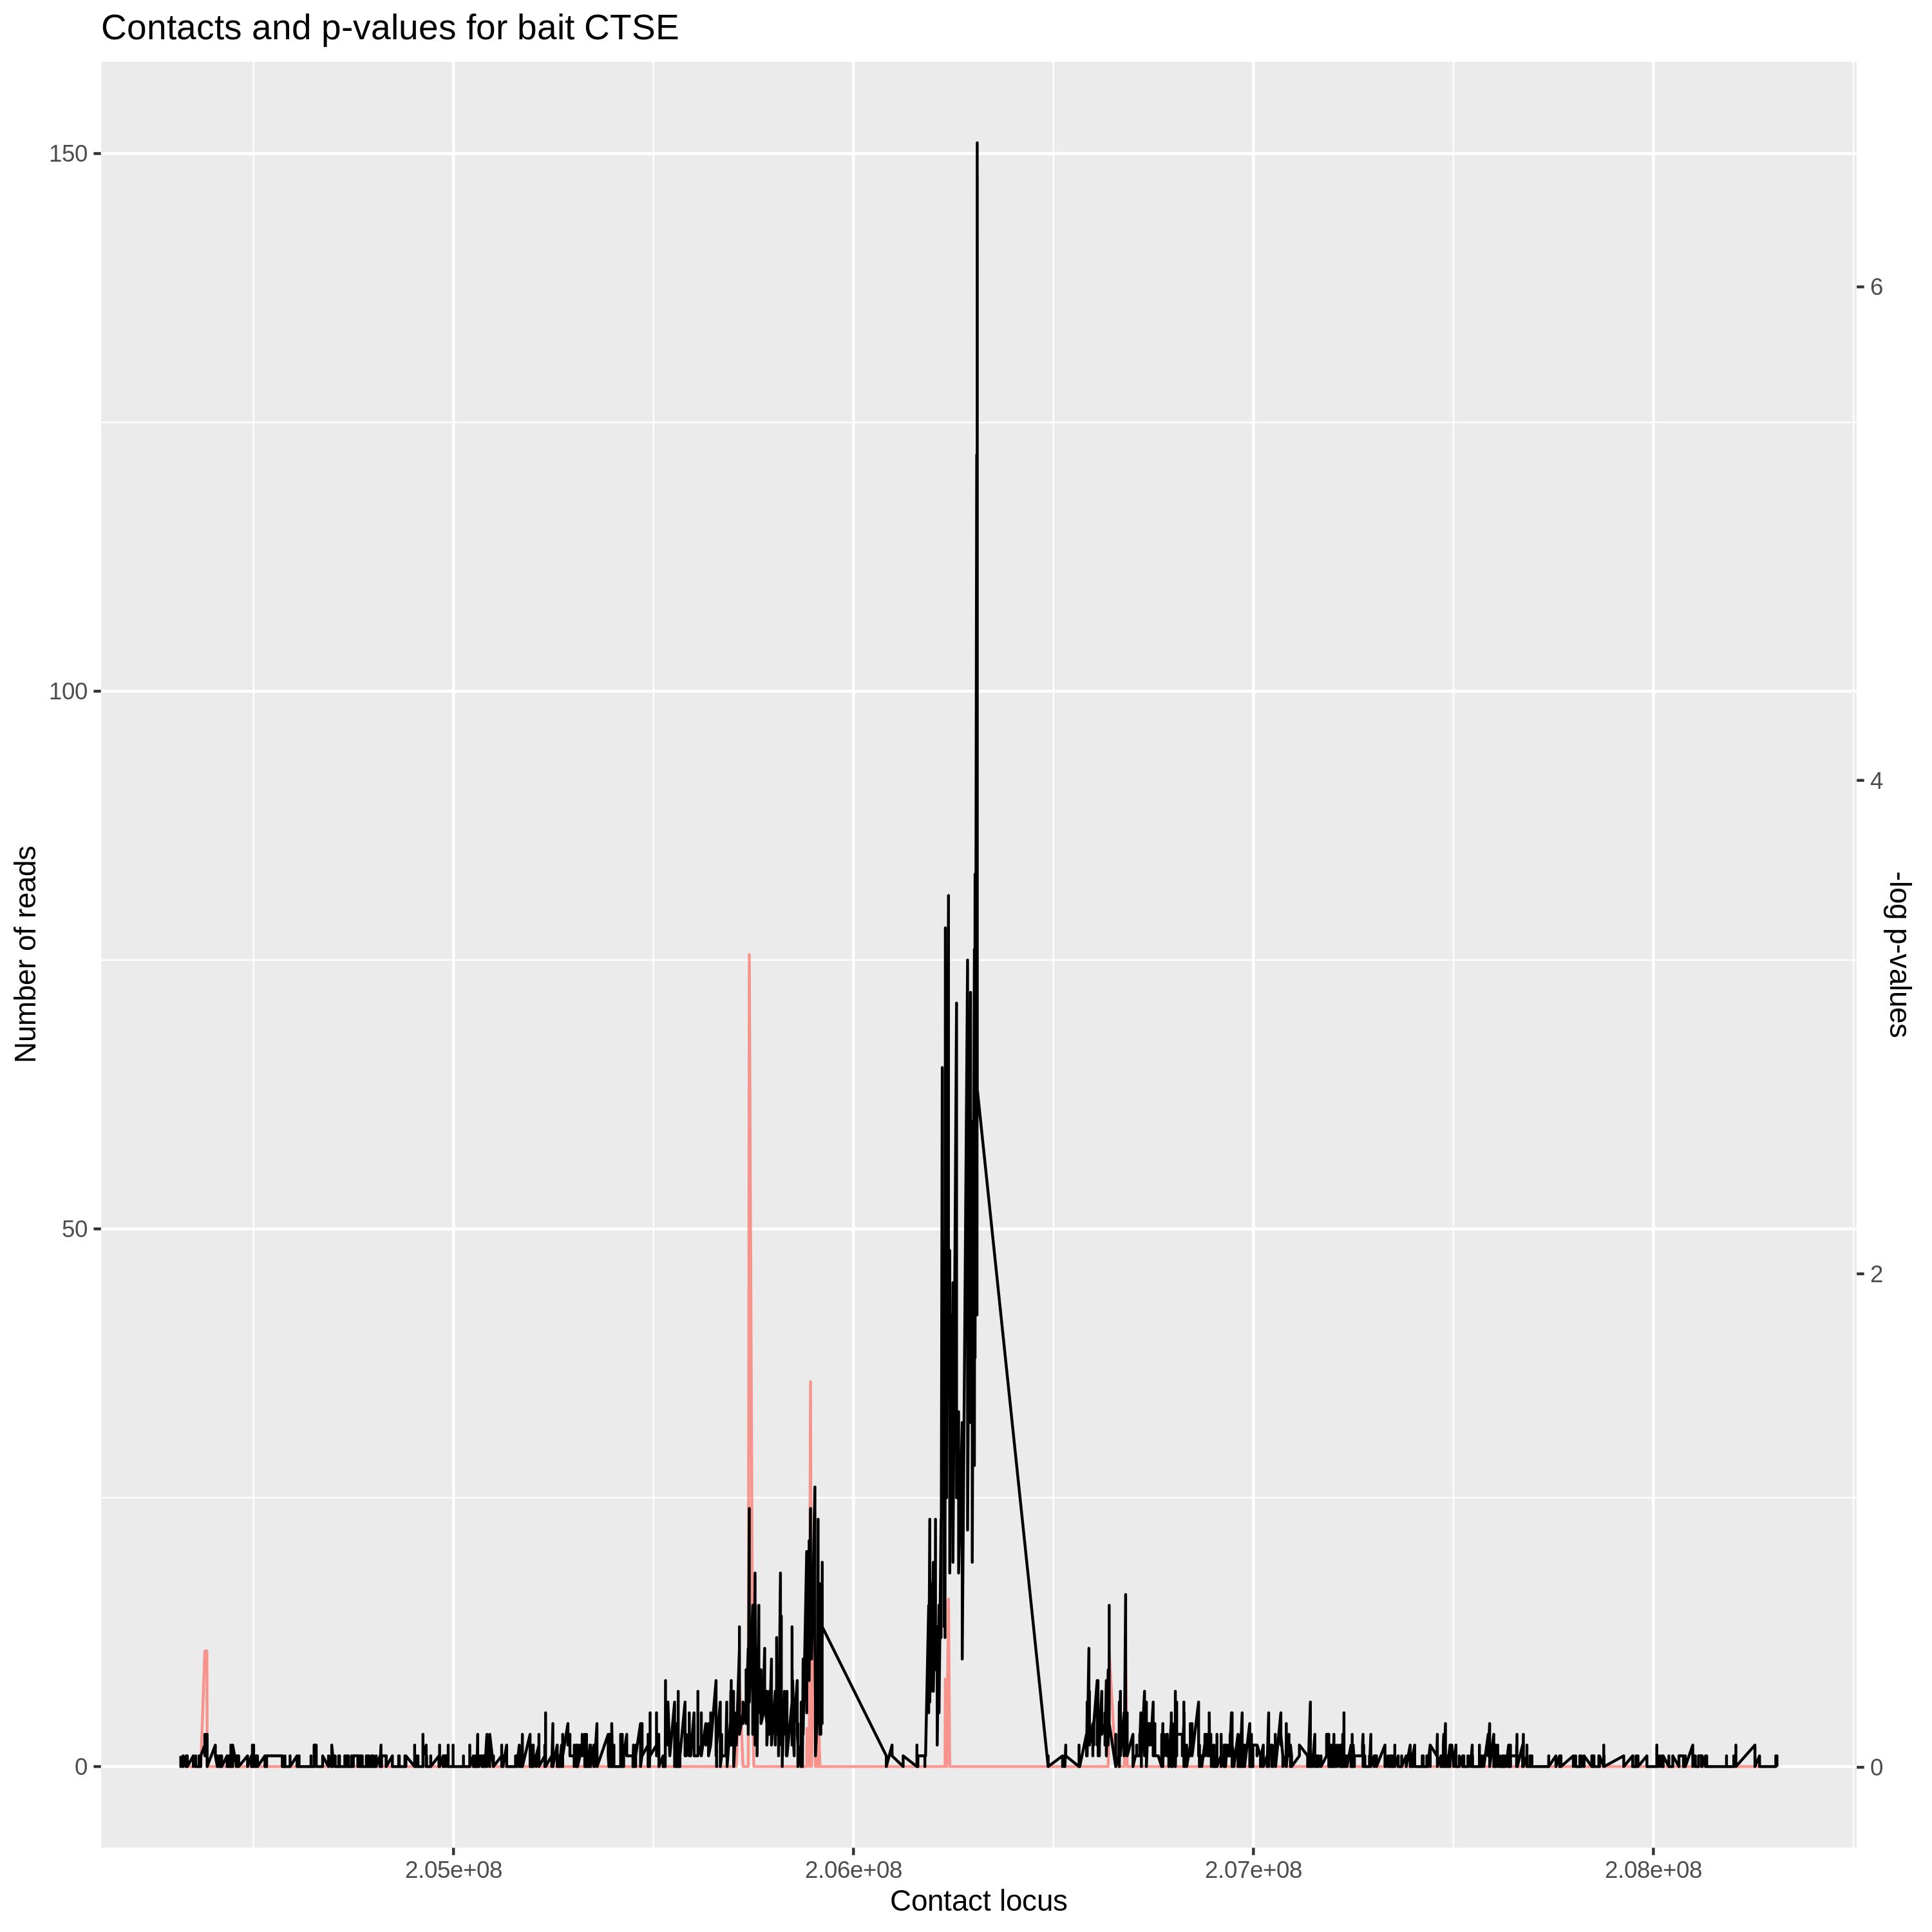 Contacts and p-values for bait CTSE
150
100
50
0
Number of reads
6
4
2
0
-log p-values
2.05e+08
2.06e+08
2.07e+08
2.08e+08
Contact locus